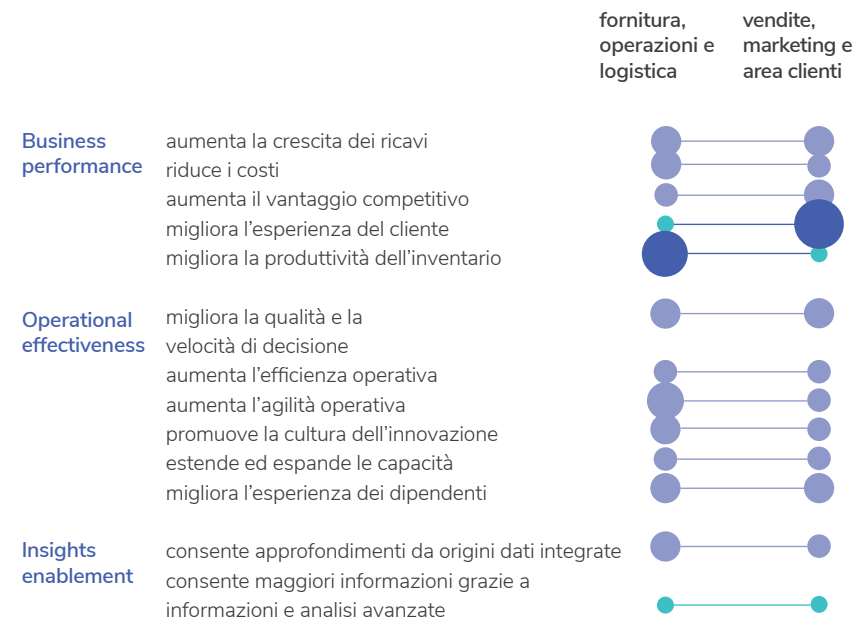 fornitura,
operazioni e
logistica
vendite,
marketing e
area clienti
Business
performance
aumenta la crescita dei ricavi
riduce i costi
aumenta il vantaggio competitivo
migliora l'esperienza del cliente
migliora la produttività dell'inventario
Operational
effectiveness
migliora la qualità e la
velocità di decisione
aumenta l'efficienza operativa
aumenta l'agilità operativa
promuove la cultura dell'innovazione
estende ed espande le capacità
migliora l'esperienza dei dipendenti
Insights
enablement
consente approfondimenti da origini dati integrate
consente maggiori informazioni grazie a
informazioni e analisi avanzate